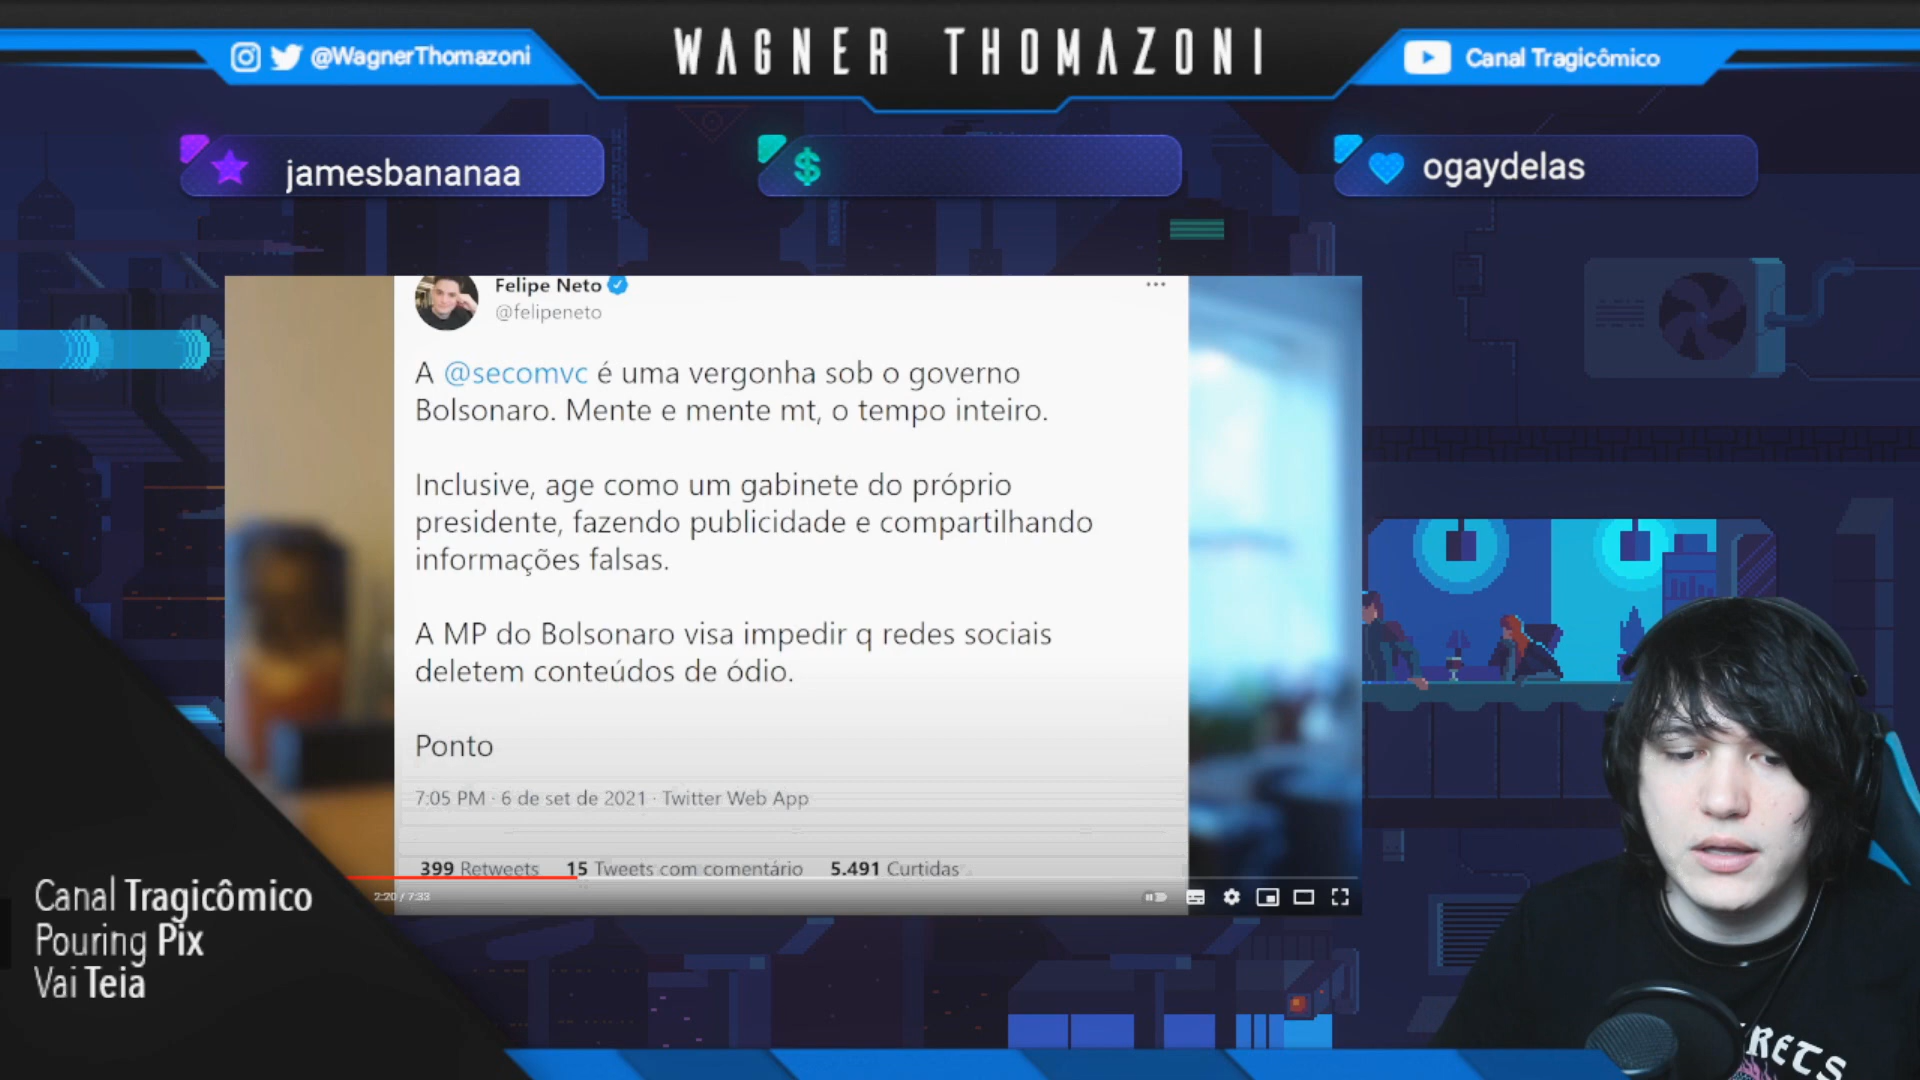 @WagnerThomazoni
WAGNER THOMAZONI
Canal Tragicômico
jamesbananaa
$
ogaydelas
Felipe Neto
@felipeneto
A @secomvc é uma vergonha sob o governo
Bolsonaro. Mente e mente mt, o tempo inteiro.
Inclusive, age como um gabinete do próprio
presidente, fazendo publicidade e compartilhando
informações falsas.
A MP do Bolsonaro visa impedir q redes sociais
deletem conteúdos de ódio.
Ponto
7:05 PM · 6 de set de 2021 · Twitter Web App
399 Retweets 15 Tweets com comentário 5.491 Curtidas
2:20 / 7:33
Canal Tragicômico
Pouring Pix
Vai Teia